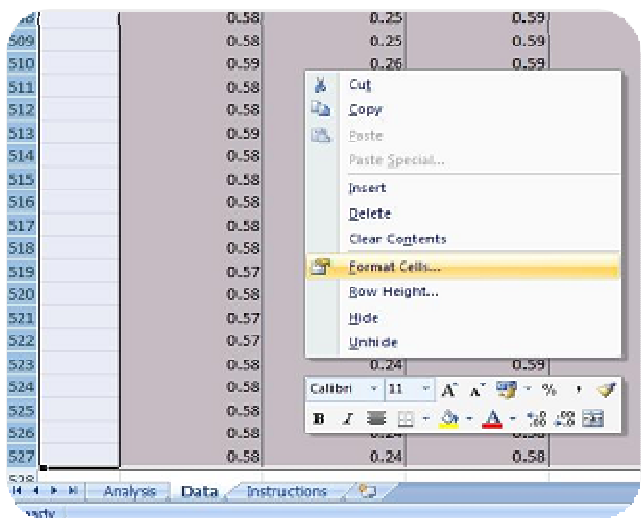 0.58 0.25 0.59
509 0.58 0.25 0.59
510 0.59 0.26 0.59
511 0.58
512 0.58
513 0.59
514 0.58
515 0.58
516 0.58
517 0.58
518 0.58
519 0.57
520 0.58
521 0.57
522 0.57
523 0.58 0.24 0.59
524 0.58
525 0.58
526 0.58
527 0.58 0.24 0.58
528
Cut
Copy
Paste
Paste Special...
Insert
Delete
Clear Contents
Format Cells...
Row Height...
Hide
Unhide
Calibri 11 A A % ,
B I A
Analysis Data Instructions